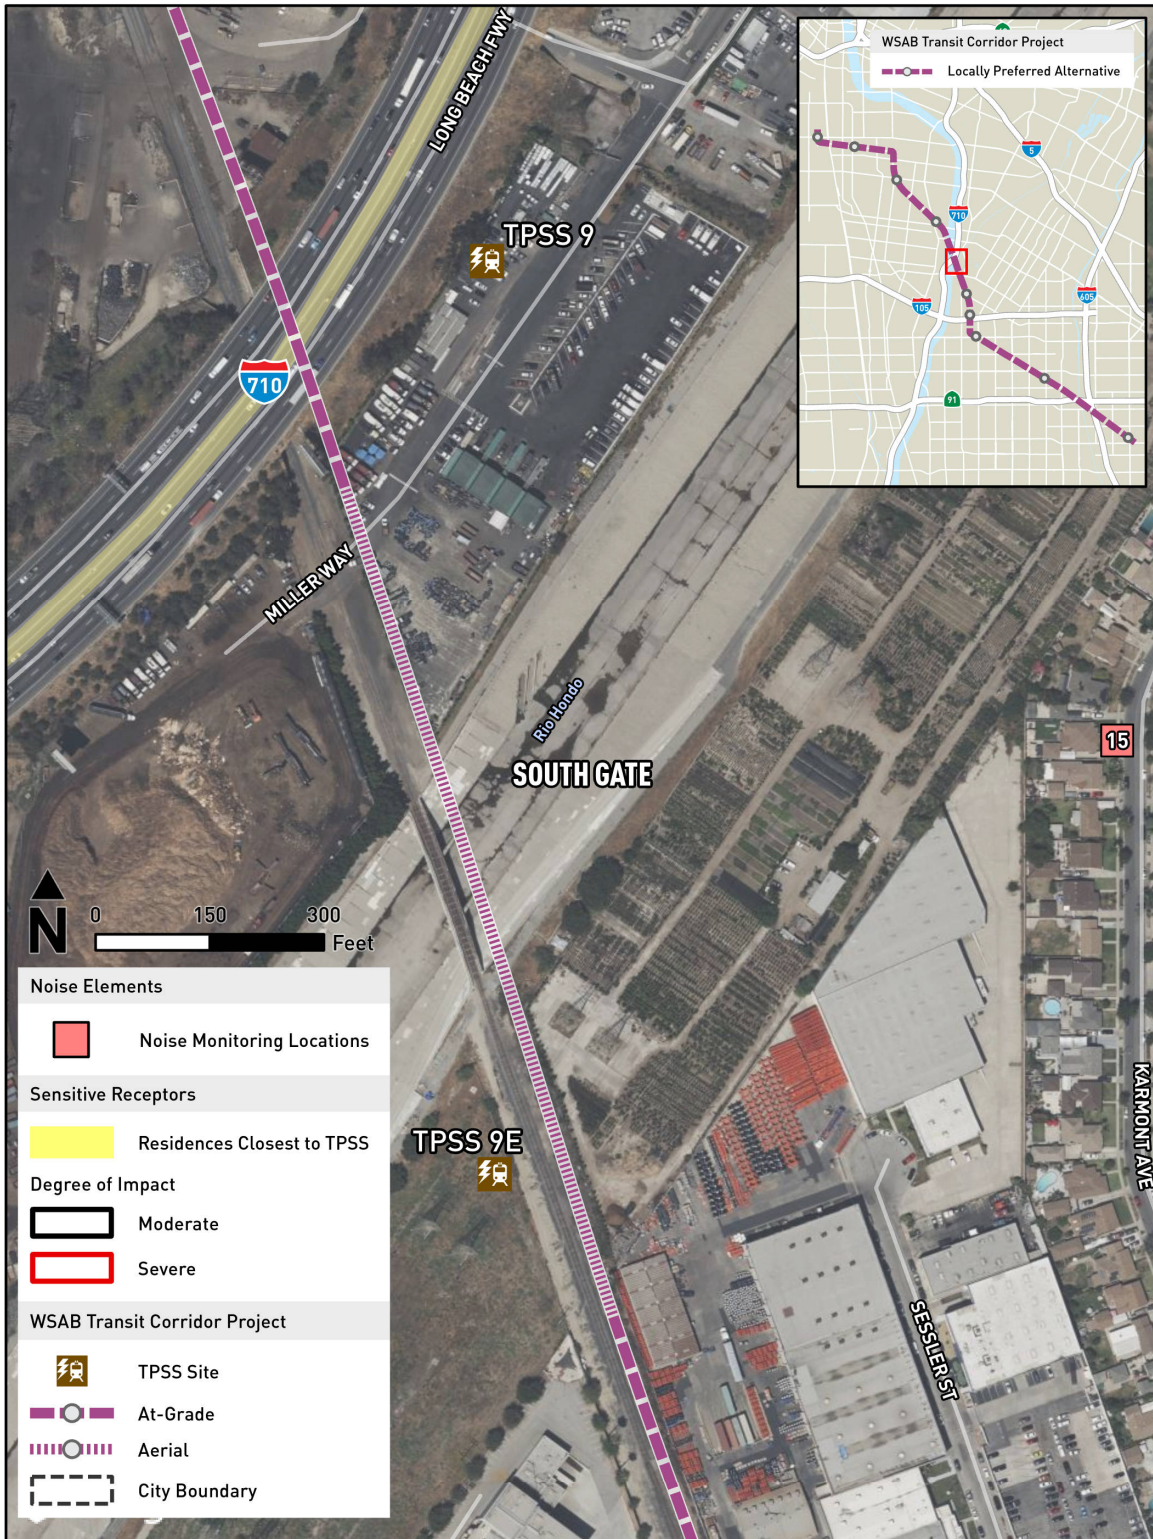 LONG BEACH FWY
WSAB Transit Corridor Project
Locally Preferred Alternative
5
710
105
605
91
TPSS 9
710
MILLER WAY
Rio Hondo
SOUTH GATE
15
N
0 150 300
Feet
Noise Elements
Noise Monitoring Locations
Sensitive Receptors
Residences Closest to TPSS
Degree of Impact
Moderate
Severe
WSAB Transit Corridor Project
TPSS Site
At-Grade
Aerial
City Boundary
TPSS 9E
KARMONT AVE
SESSLER ST